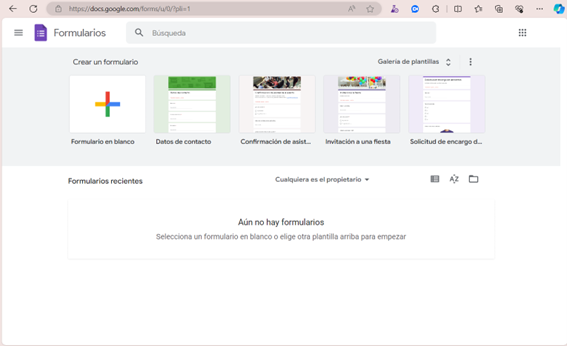 https://docs.google.com/forms/u/0/?pli=1
Formularios
Búsqueda
Crear un formulario
Galería de plantillas
Formulario en blanco
Datos de contacto
Confirmación de asist...
Invitación a una fiesta
Solicitud de encargo d...
Formularios recientes
Cualquiera es el propietario
Aún no hay formularios
Selecciona un formulario en blanco o elige otra plantilla arriba para empezar